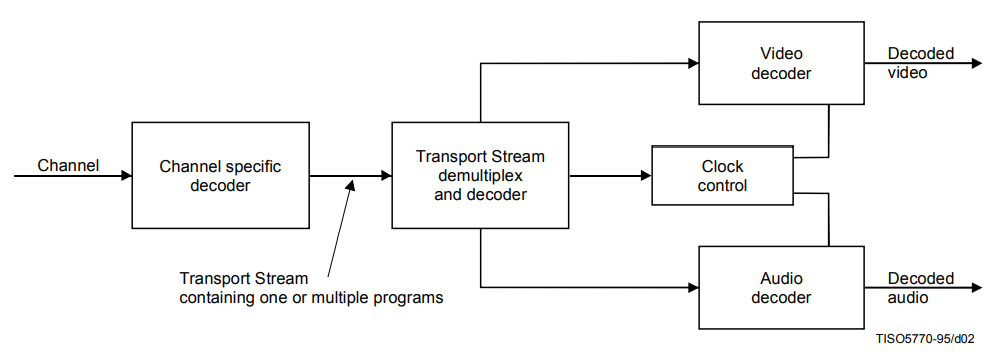 Channel
Channel specific
decoder
Transport Stream
containing one or multiple programs
Transport Stream
demultiplex
and decoder
Clock
control
Video
decoder
Decoded
video
Audio
decoder
Decoded
audio
TISO5770-95/d02